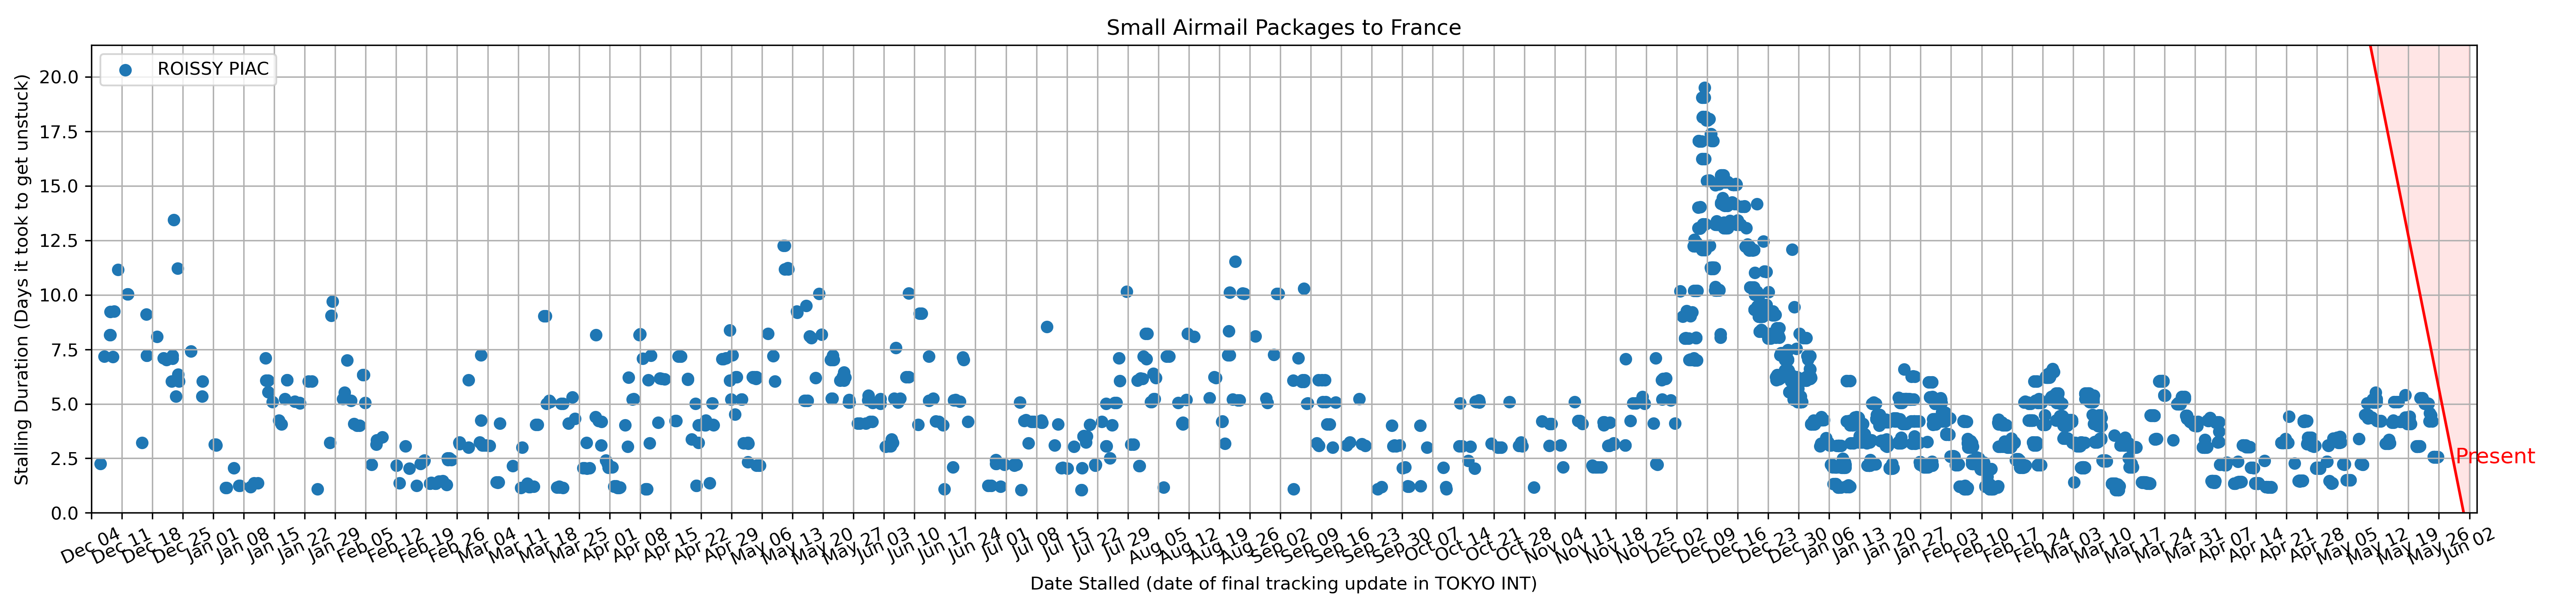 Small Airmail Packages to France
ROISSY PIAC
Stalling Duration (Days it took to get unstuck)
20.0
17.5
15.0
12.5
10.0
7.5
5.0
2.5
0.0
Present
Dec 04 Dec 11 Dec 18 Dec 25 Jan 01 Jan 08 Jan 15 Jan 22 Jan 29 Feb 05 Feb 12 Feb 19 Feb 26 Mar 04 Mar 11 Mar 18 Mar 25 Apr 01 Apr 08 Apr 15 Apr 22 Apr 29 May 06 May 13 May 20 May 27 Jun 03 Jun 10 Jun 17 Jun 24 Jul 01 Jul 08 Jul 15 Jul 22 Jul 29 Aug 05 Aug 12 Aug 19 Aug 26 Sep 02 Sep 09 Sep 16 Sep 23 Sep 30 Oct 07 Oct 14 Oct 21 Oct 28 Nov 04 Nov 11 Nov 18 Nov 25 Dec 02 Dec 09 Dec 16 Dec 23 Dec 30 Jan 06 Jan 13 Jan 20 Jan 27 Feb 03 Feb 10 Feb 17 Feb 24 Mar 03 Mar 10 Mar 17 Mar 24 Mar 31 Apr 07 Apr 14 Apr 21 Apr 28 May 05 May 12 May 19 May 26 Jun 02
Date Stalled (date of final tracking update in TOKYO INT)